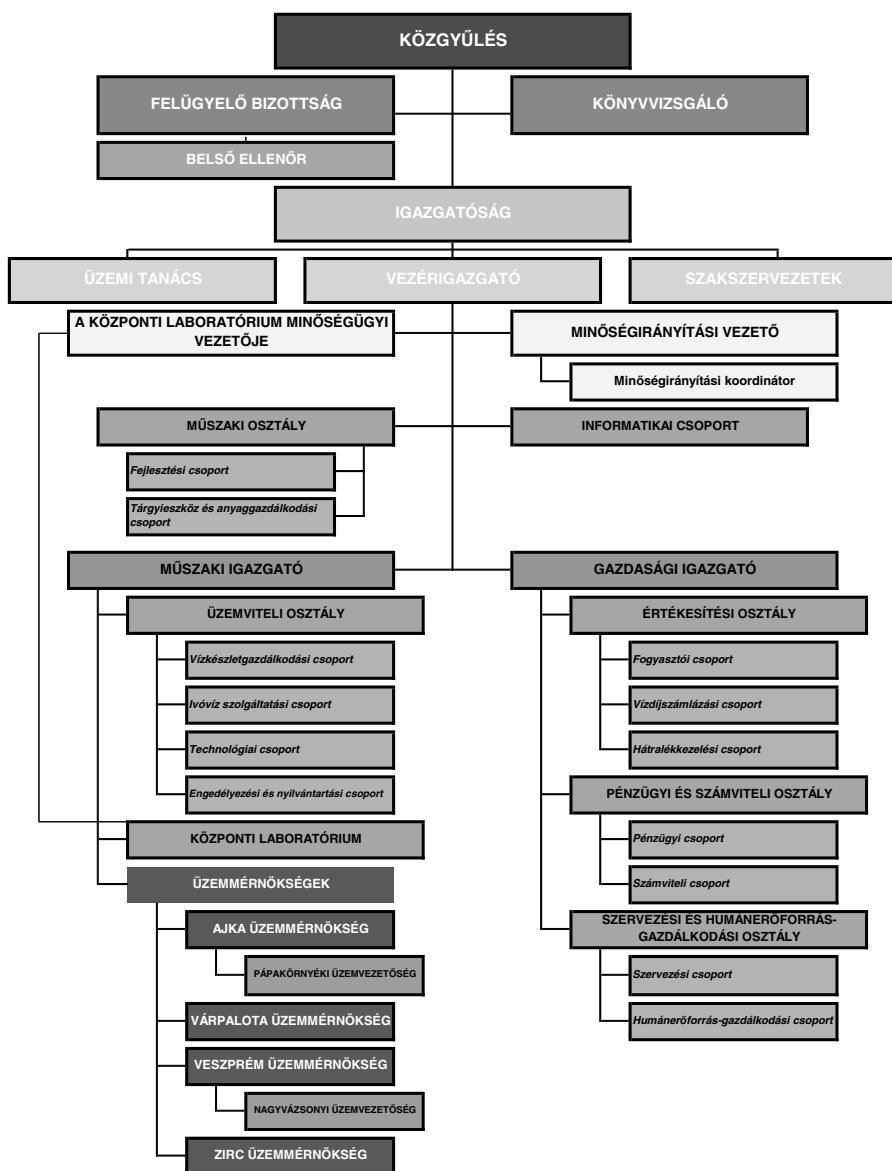 KÖZGYŰLÉS
FELÜGYELŐ BIZOTTSÁG
KÖNYVVIZSGÁLÓ
BELSŐ ELLENŐR
IGAZGATÓSÁG
ÜZEMI TANÁCS
VEZÉRIGAZGATÓ
SZAKSZERVEZETEK
A KÖZPONTI LABORATÓRIUM MINŐSÉGÜGYI
VEZETŐJE
MINŐSÉGIRÁNYÍTÁSI VEZETŐ
Minőségirányítási koordinátor
MŰSZAKI OSZTÁLY
INFORMATIKAI CSOPORT
Fejlesztési csoport
Tárgyieszköz és anyaggazdálkodási
csoport
MŰSZAKI IGAZGATÓ
ÜZEMVITELI OSZTÁLY
Vízkészletgazdálkodási csoport
Ivóvíz szolgáltatási csoport
Technológiai csoport
Engedélyezési és nyilvántartási csoport
KÖZPONTI LABORATÓRIUM
ÜZEMMÉRNÖKSÉGEK
AJKA ÜZEMMÉRNÖKSÉG
PÁPAKÖRNYÉKI ÜZEMVEZETŐSÉG
VÁRPALOTA ÜZEMMÉRNÖKSÉG
VESZPRÉM ÜZEMMÉRNÖKSÉG
NAGYVÁZSONYI ÜZEMVEZETŐSÉG
ZIRC ÜZEMMÉRNÖKSÉG
GAZDASÁGI IGAZGATÓ
ÉRTÉKESÍTÉSI OSZTÁLY
Fogyasztói csoport
Vízdíjszámlázási csoport
Hátralékkezelési csoport
PÉNZÜGYI ÉS SZÁMVITELI OSZTÁLY
Pénzügyi csoport
Számviteli csoport
SZERVEZÉSI ÉS HUMÁNERŐFORRÁS-
GAZDÁLKODÁSI OSZTÁLY
Szervezési csoport
Humánerőforrás-gazdálkodási csoport